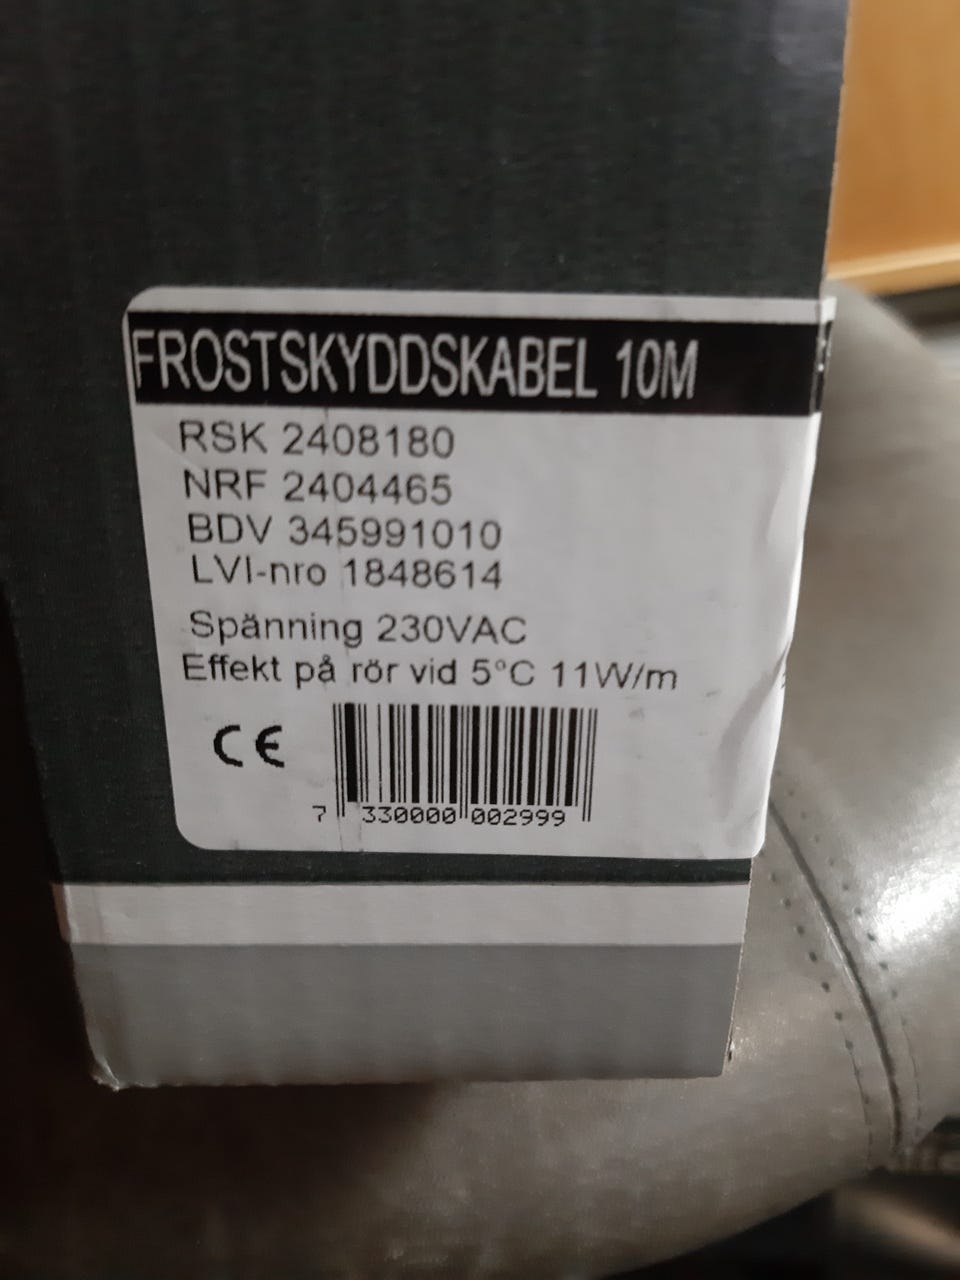 FROSTSKYDDSKABEL 10M
RSK 2408180
NRF 2404465
BDV 345991010
LVI-nro 1848614
Spänning 230VAC
Effekt på rör vid 5°C 11W/m
CE
7 330000 002999